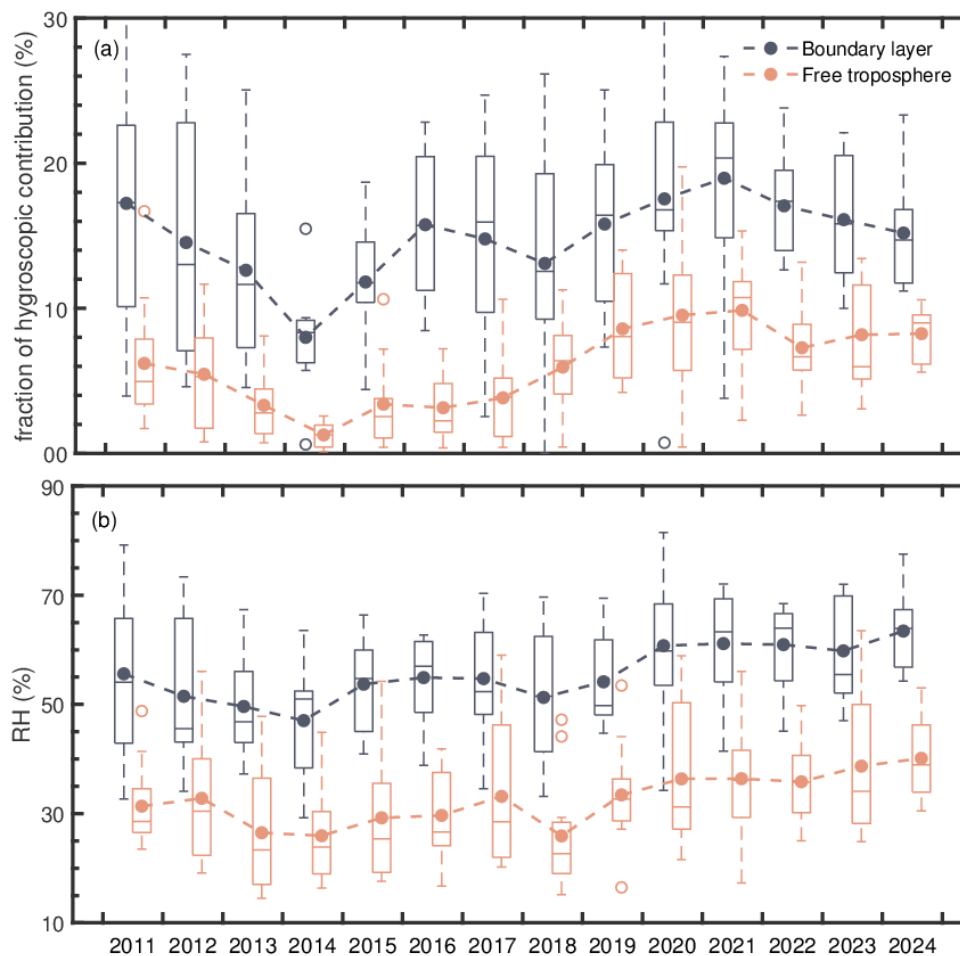 30
(a)
Boundary layer
Free troposphere
20
10
00
fraction of hygroscopic contribution (%)
90
(b)
70
50
30
10
RH (%)
2011 2012 2013 2014 2015 2016 2017 2018 2019 2020 2021 2022 2023 2024